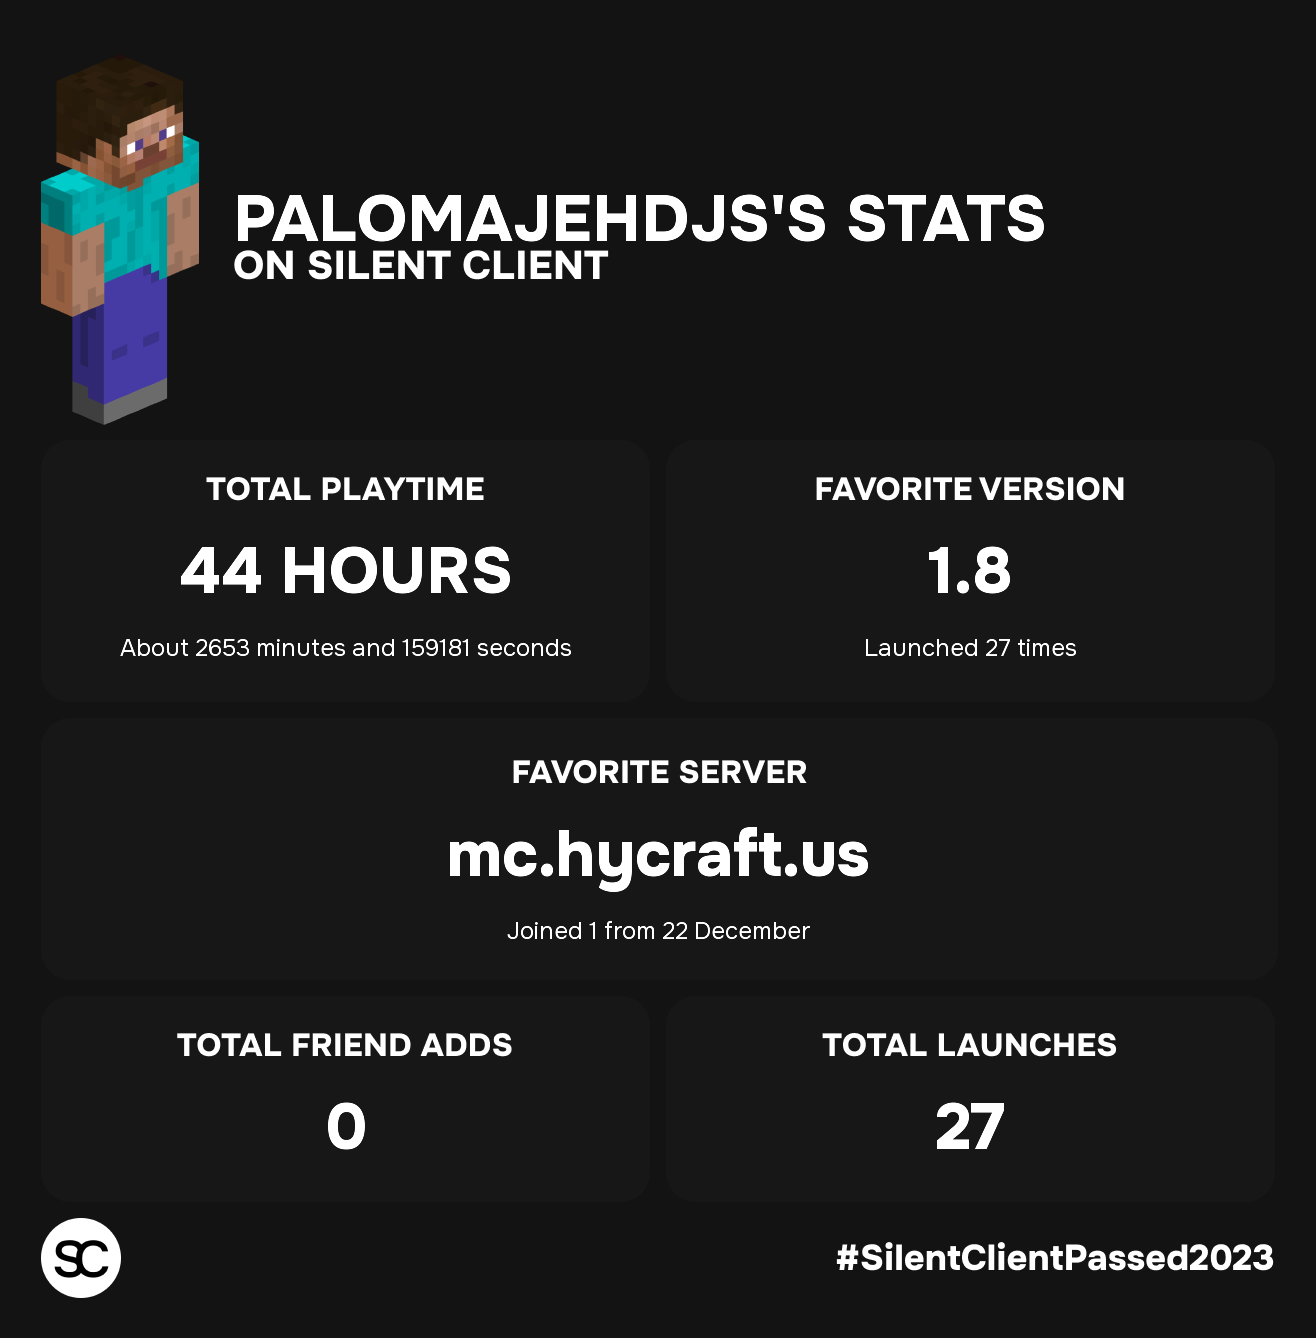 PALOMAJEHDJS'S STATS
ON SILENT CLIENT
TOTAL PLAYTIME
44 HOURS
About 2653 minutes and 159181 seconds
FAVORITE VERSION
1.8
Launched 27 times
FAVORITE SERVER
mc.hycraft.us
Joined 1 from 22 December
TOTAL FRIEND ADDS
0
TOTAL LAUNCHES
27
SC
#SilentClientPassed2023